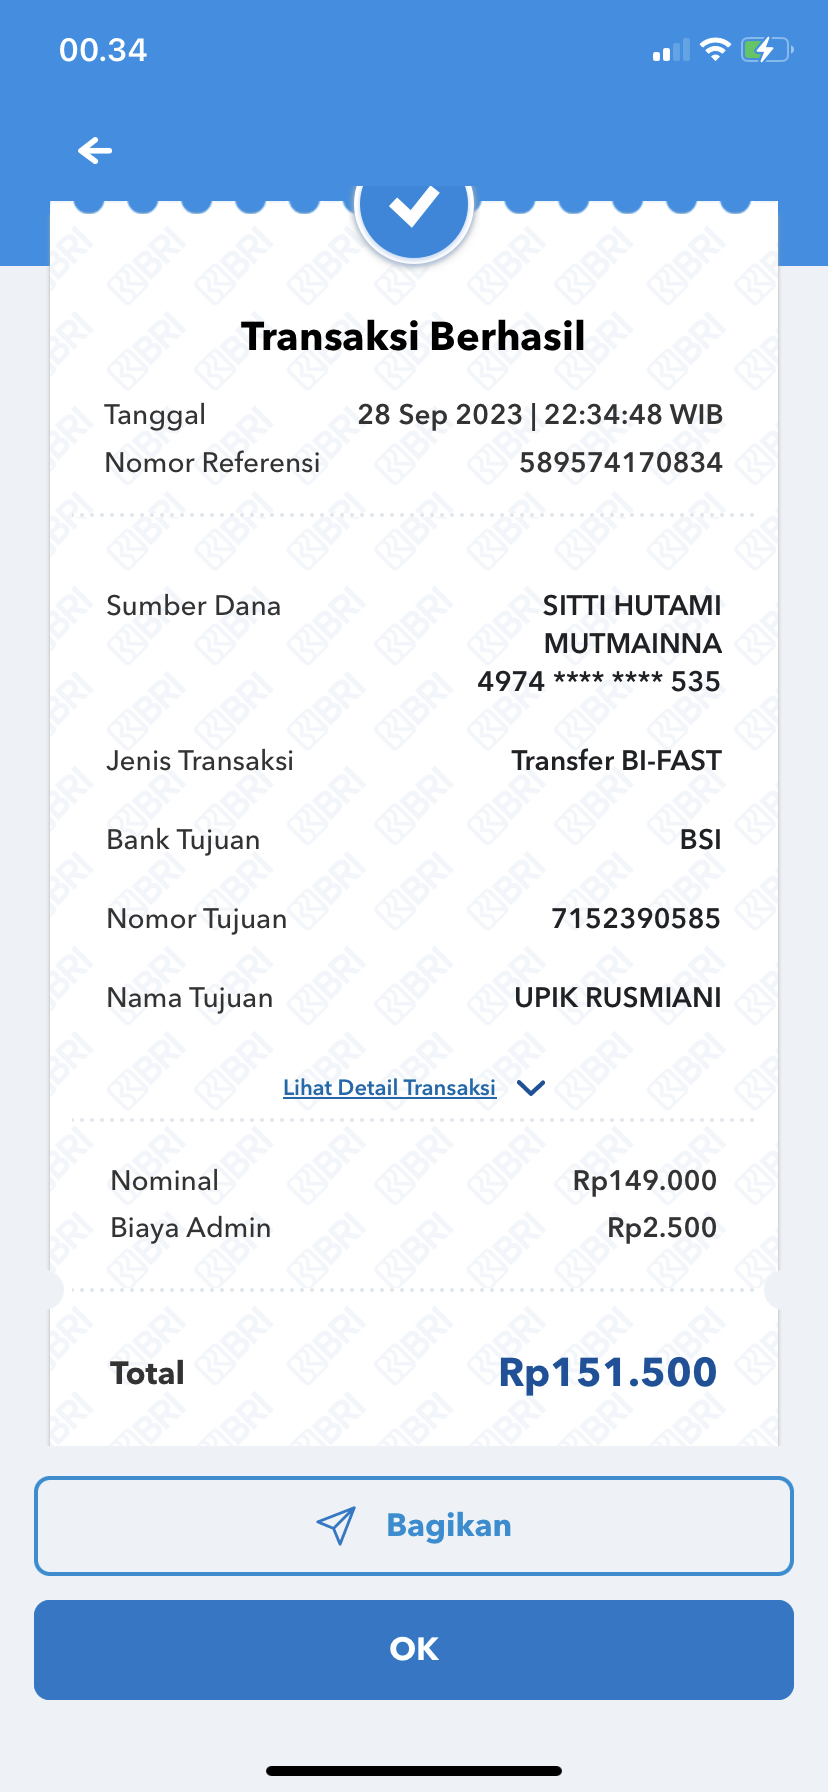 00.34
Transaksi Berhasil
Tanggal 28 Sep 2023 | 22:34:48 WIB
Nomor Referensi 589574170834
Sumber Dana SITTI HUTAMI
MUTMAINNA
4974 **** **** 535
Jenis Transaksi Transfer BI-FAST
Bank Tujuan BSI
Nomor Tujuan 7152390585
Nama Tujuan UPIK RUSMIANI
Lihat Detail Transaksi
Nominal Rp149.000
Biaya Admin Rp2.500
Total Rp151.500
Bagikan
OK